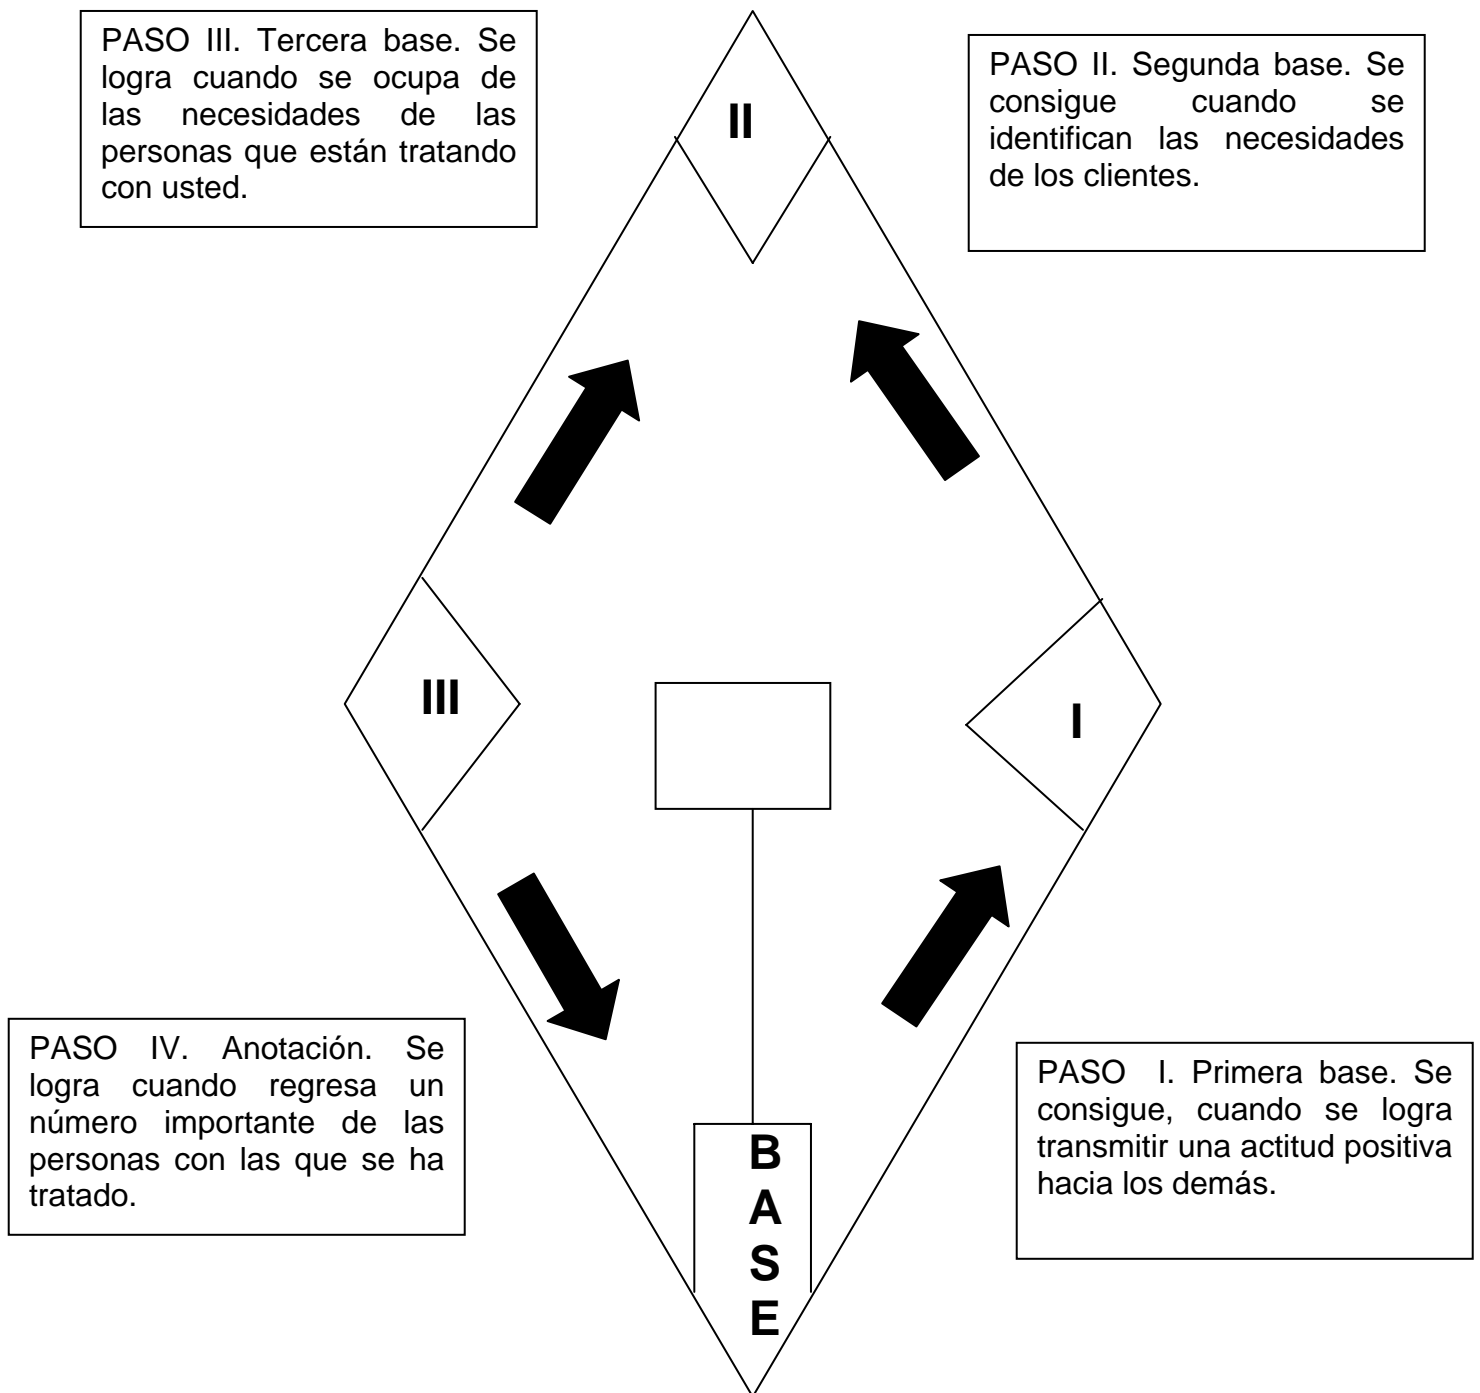 PASO III. Tercera base. Se
logra cuando se ocupa de
las necesidades de las
personas que están tratando
con usted.
II
PASO II. Segunda base. Se
consigue cuando se
identifican las necesidades
de los clientes.
III
I
PASO IV. Anotación. Se
logra cuando regresa un
número importante de las
personas con las que se ha
tratado.
B
A
S
E
PASO I. Primera base. Se
consigue, cuando se logra
transmitir una actitud positiva
hacia los demás.